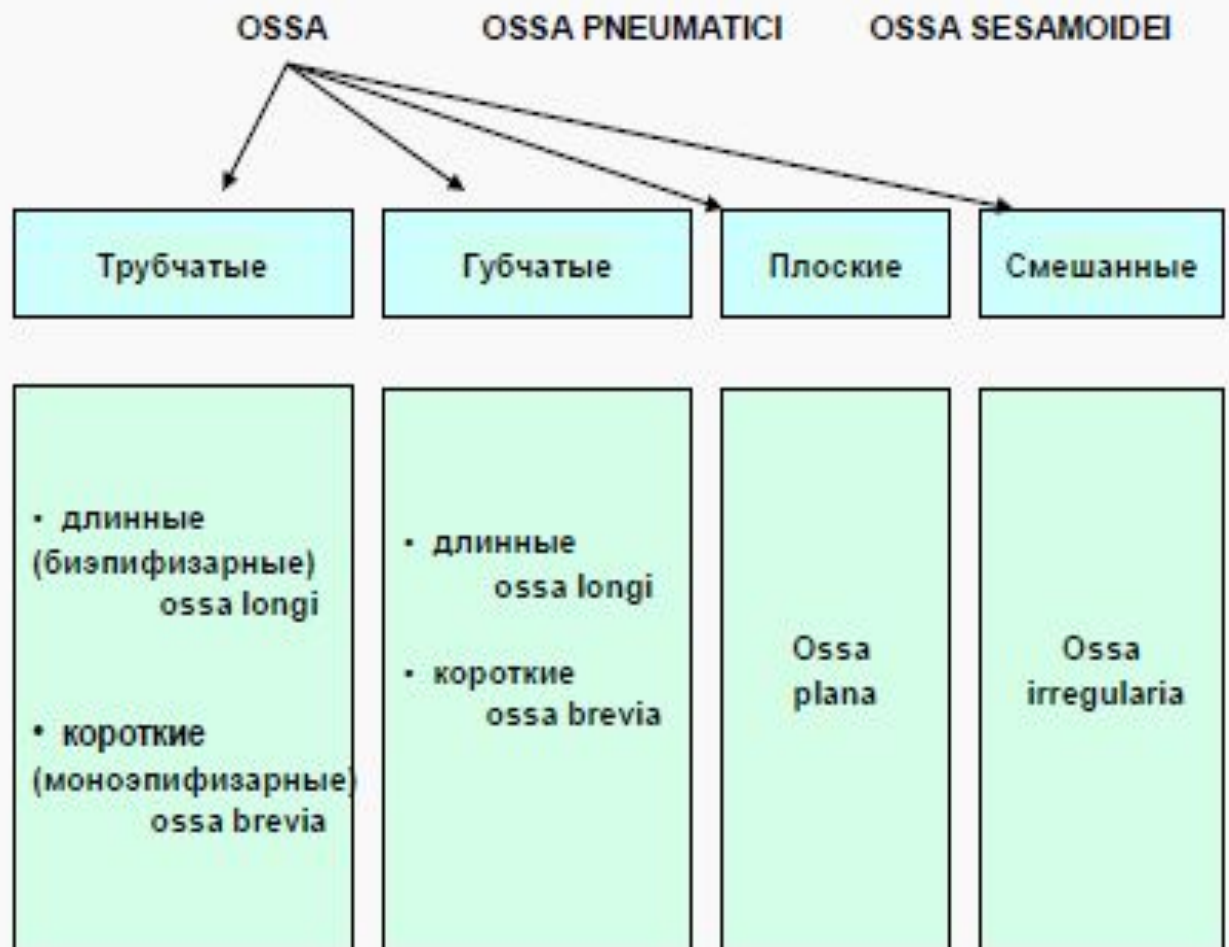 OSSA OSSA PNEUMATICI OSSA SESAMOIDEI
Трубчатые
Губчатые
Плоские
Смешанные
• длинные
(биэпифизарные)
ossa longi
• короткие
(моноэпифизарные)
ossa brevia
• длинные
ossa longi
• короткие
ossa brevia
Ossa
plana
Ossa
irregularia